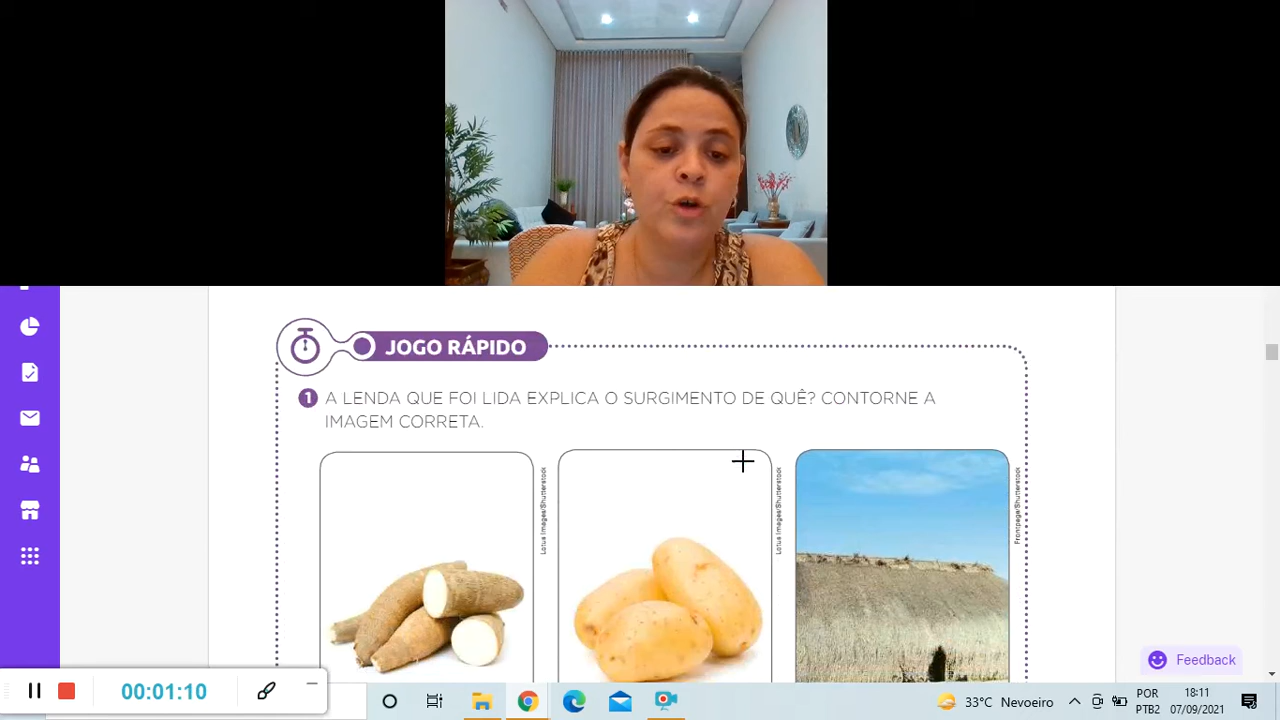 JOGO RÁPIDO
1 A LENDA QUE FOI LIDA EXPLICA O SURGIMENTO DE QUÊ? CONTORNE A
IMAGEM CORRETA.
Lotus Images/Shutterstock
Lotus Images/Shutterstock
Frontpage/Shutterstock
Feedback
00:01:10
33°C Nevoeiro
POR
PTB2
18:11
07/09/2021